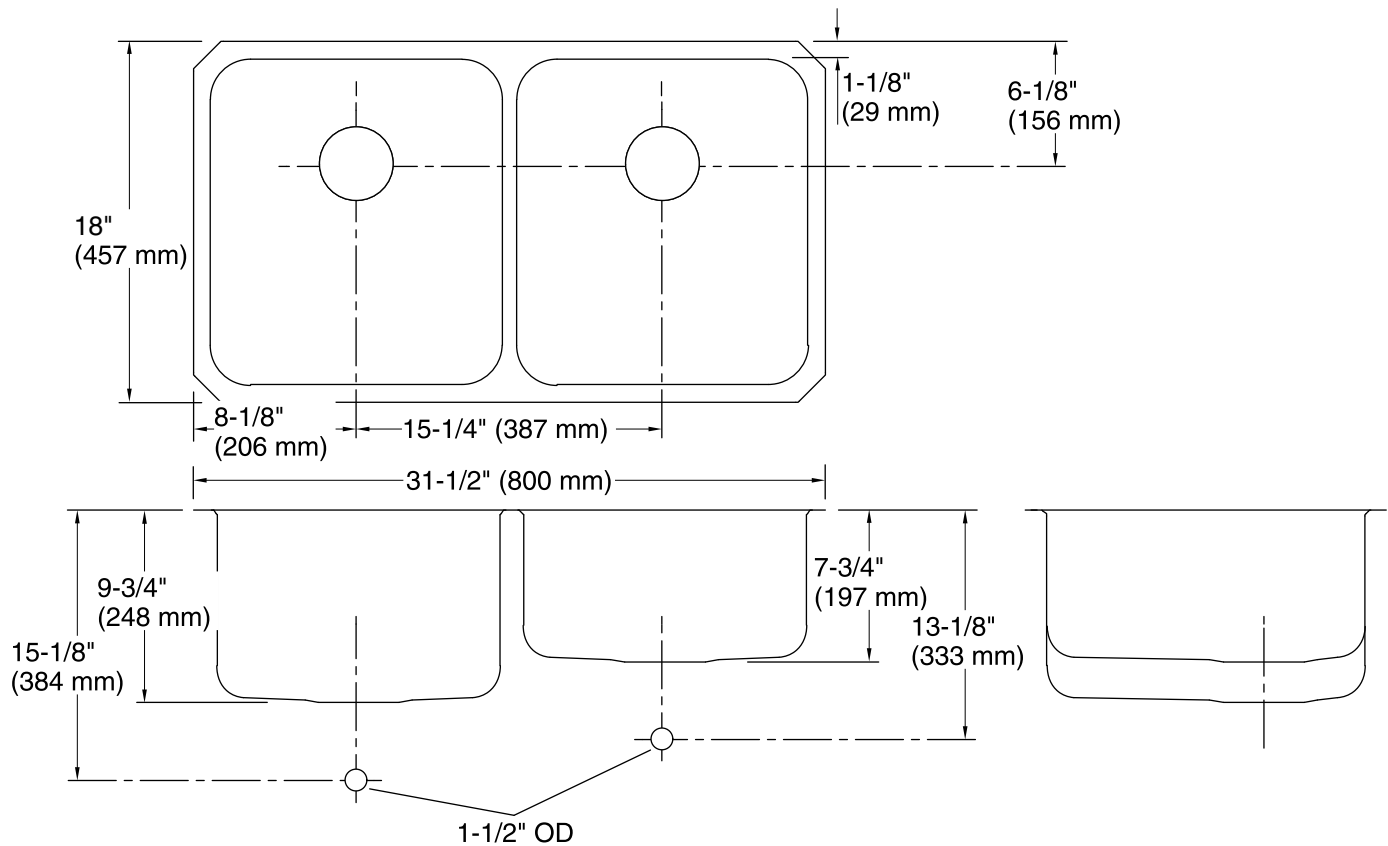 1-1/8"
(29 mm)
6-1/8"
(156 mm)
18"
(457 mm)
8-1/8"
(206 mm)
15-1/4" (387 mm)
31-1/2" (800 mm)
9-3/4"
(248 mm)
15-1/8"
(384 mm)
7-3/4"
(197 mm)
13-1/8"
(333 mm)
1-1/2" OD